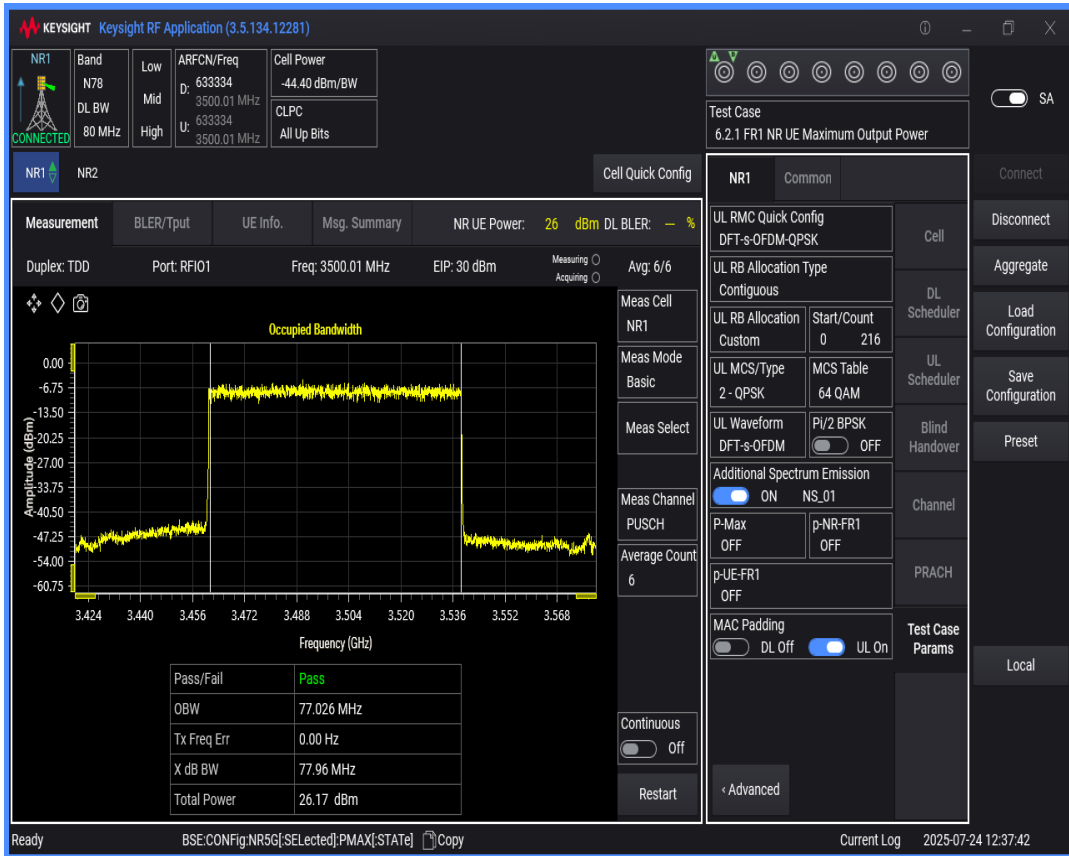 KEYSIGHT Keysight RF Application (3.5.134.12281)
NR1
CONNECTED
Band
N78
DL BW
80 MHz
Low
Mid
High
ARFCN/Freq
D: 633334
3500.01 MHz
U: 633334
3500.01 MHz
Cell Power
-44.40 dBm/BW
CLPC
All Up Bits
Test Case
6.2.1 FR1 NR UE Maximum Output Power
SA
NR1
NR2
Cell Quick Config
Measurement BLER/Tput UE Info. Msg. Summary NR UE Power: 26 dBm DL BLER: -- %
Duplex: TDD Port: RFIO1 Freq: 3500.01 MHz EIP: 30 dBm Measuring Avg: 6/6
Acquiring
Occupied Bandwidth
Amplitude (dBm)
0.00
-6.75
-13.50
-20.25
-27.00
-33.75
-40.50
-47.25
-54.00
-60.75
3.424 3.440 3.456 3.472 3.488 3.504 3.520 3.536 3.552 3.568
Frequency (GHz)
Pass/Fail Pass
OBW 77.026 MHz
Tx Freq Err 0.00 Hz
X dB BW 77.96 MHz
Total Power 26.17 dBm
Meas Cell
NR1
Meas Mode
Basic
Meas Select
Meas Channel
PUSCH
Average Count
6
Continuous
Off
Restart
NR1 Common
UL RMC Quick Config
DFT-s-OFDM-QPSK
UL RB Allocation Type
Contiguous
UL RB Allocation
Custom
Start/Count
0 216
UL MCS/Type
2 - QPSK
MCS Table
64 QAM
UL Waveform
DFT-s-OFDM
Pi/2 BPSK
OFF
Additional Spectrum Emission
ON NS_01
P-Max
OFF
p-NR-FR1
OFF
p-UE-FR1
OFF
MAC Padding
DL Off UL On
‹ Advanced
Cell
DL
Scheduler
UL
Scheduler
Blind
Handover
Channel
PRACH
Test Case
Params
Connect
Disconnect
Aggregate
Load
Configuration
Save
Configuration
Preset
Local
Ready BSE:CONFig:NR5G[:SELected]:PMAX[:STATe] Copy Current Log 2025-07-24 12:37:42